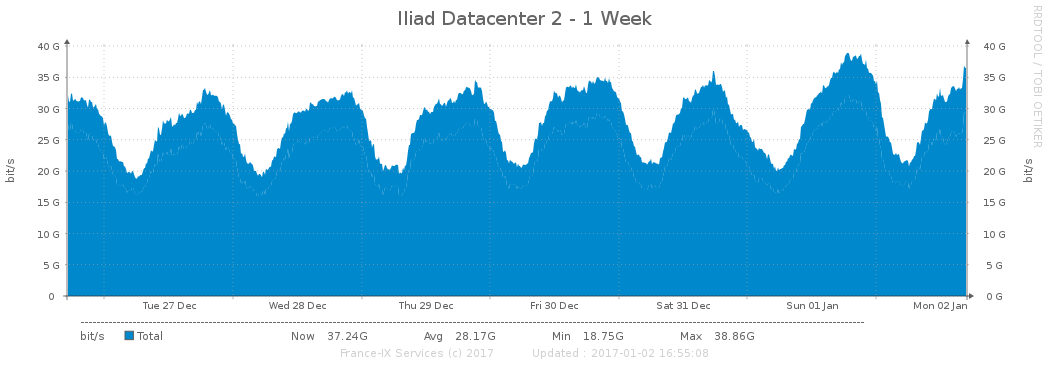 Iliad Datacenter 2 - 1 Week
RRDTOOL / TOBI OETIKER
40 G 40 G
35 G 35 G
30 G 30 G
25 G 25 G
20 G 20 G
15 G 15 G
10 G 10 G
5 G 5 G
0 0 G
bit/s bit/s
Tue 27 Dec Wed 28 Dec Thu 29 Dec Fri 30 Dec Sat 31 Dec Sun 01 Jan Mon 02 Jan
bit/s Total Now 37.24G Avg 28.17G Min 18.75G Max 38.86G
France-IX Services (c) 2017 Updated : 2017-01-02 16:55:08